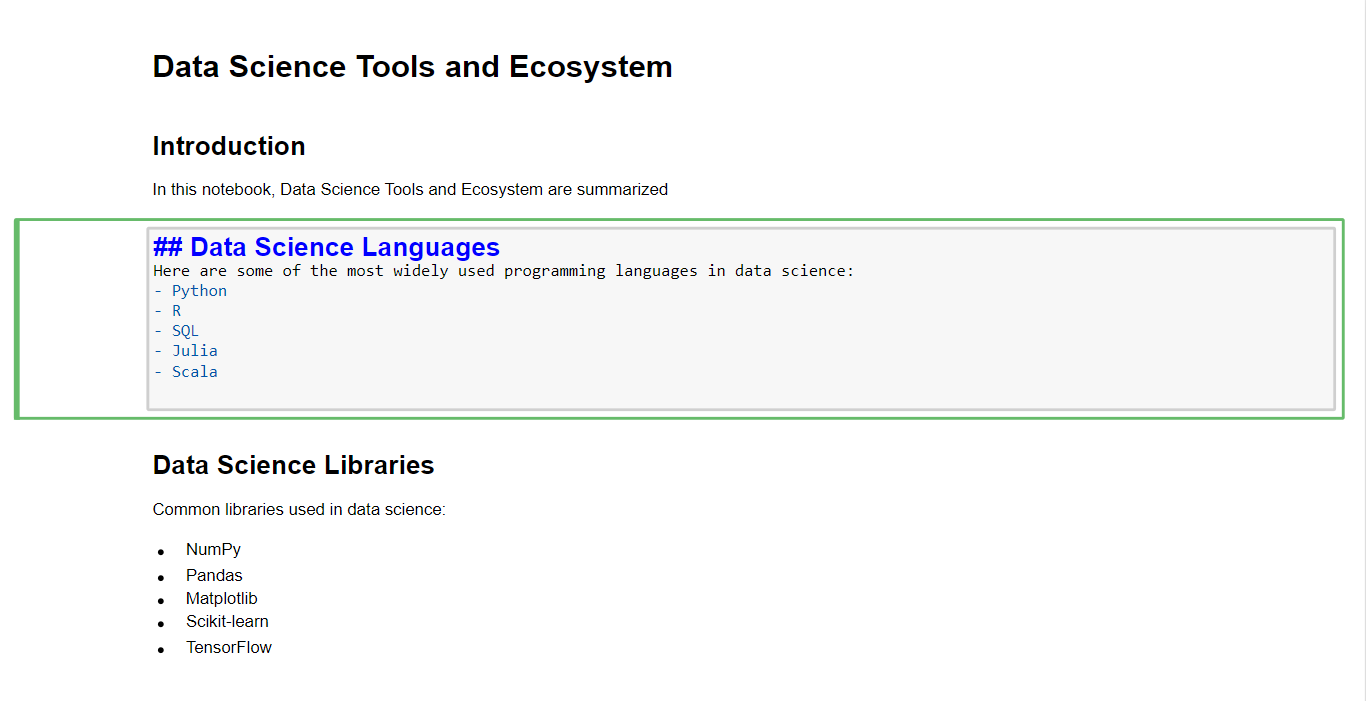 Data Science Tools and Ecosystem
Introduction
In this notebook, Data Science Tools and Ecosystem are summarized
## Data Science Languages
Here are some of the most widely used programming languages in data science:
- Python
- R
- SQL
- Julia
- Scala
Data Science Libraries
Common libraries used in data science:
• NumPy
• Pandas
• Matplotlib
• Scikit-learn
• TensorFlow